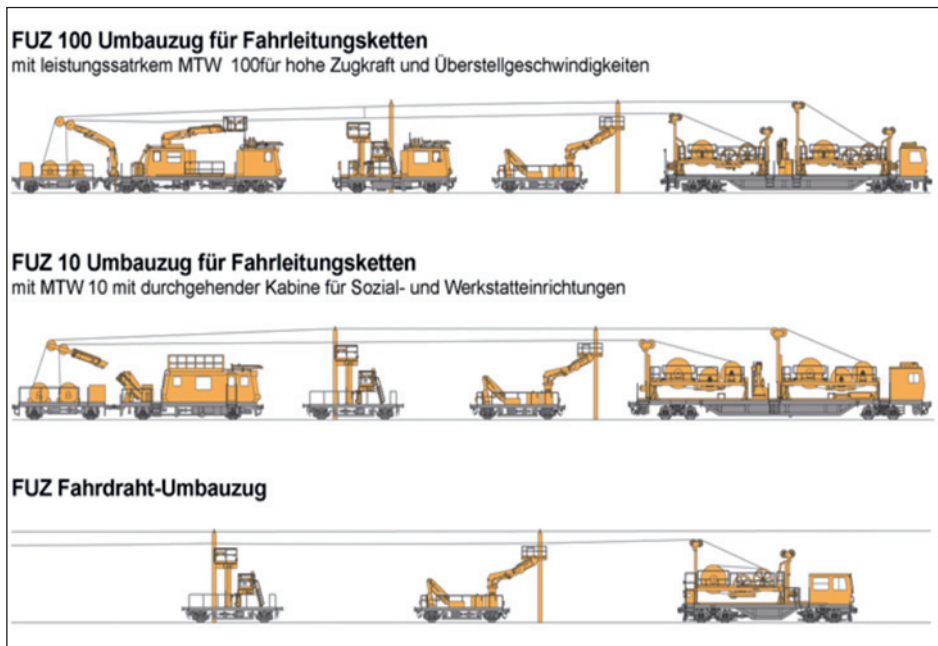 FUZ 100 Umbauzug für Fahrleitungsketten
mit leistungssatrkem MTW 100für hohe Zugkraft und Überstellgeschwindigkeiten
FUZ 10 Umbauzug für Fahrleitungsketten
mit MTW 10 mit durchgehender Kabine für Sozial- und Werkstatteinrichtungen
FUZ Fahrdraht-Umbauzug